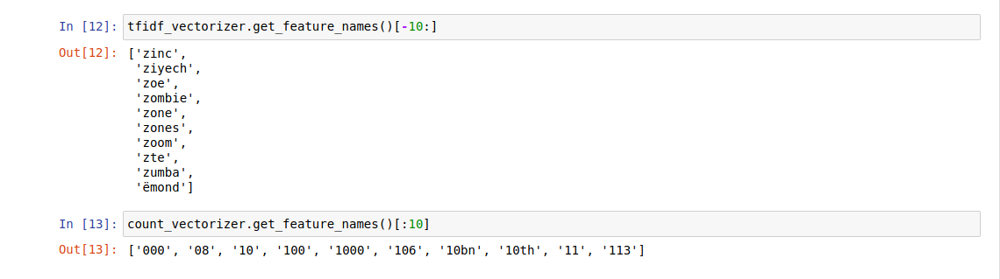 In [12]: tfidf_vectorizer.get_feature_names()[-10:]
Out[12]: ['zinc',
'ziyech',
'zoe',
'zombie',
'zone',
'zones',
'zoom',
'zte',
'zumba',
'ëmond']
In [13]: count_vectorizer.get_feature_names()[:10]
Out[13]: ['000', '08', '10', '100', '1000', '106', '10bn', '10th', '11', '113']